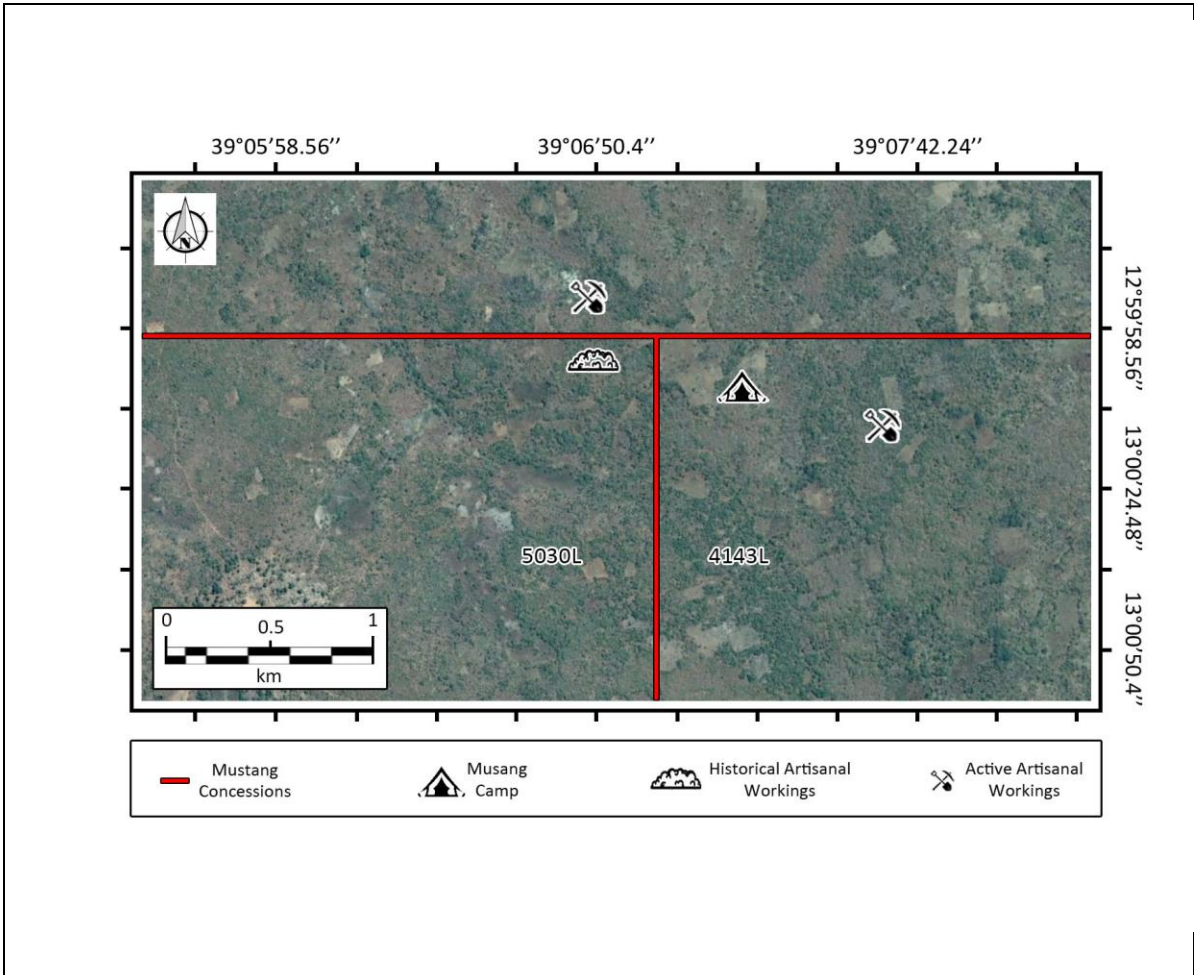 39°05’58.56’’
39°06’50.4’’
39°07’42.24’’
N
12°59’58.56’’
13°00’24.48’’
13°00’50.4’’
5030L
4143L
0
0.5
1
km
Mustang
Concessions
Musang
Camp
Historical Artisanal
Workings
Active Artisanal
Workings